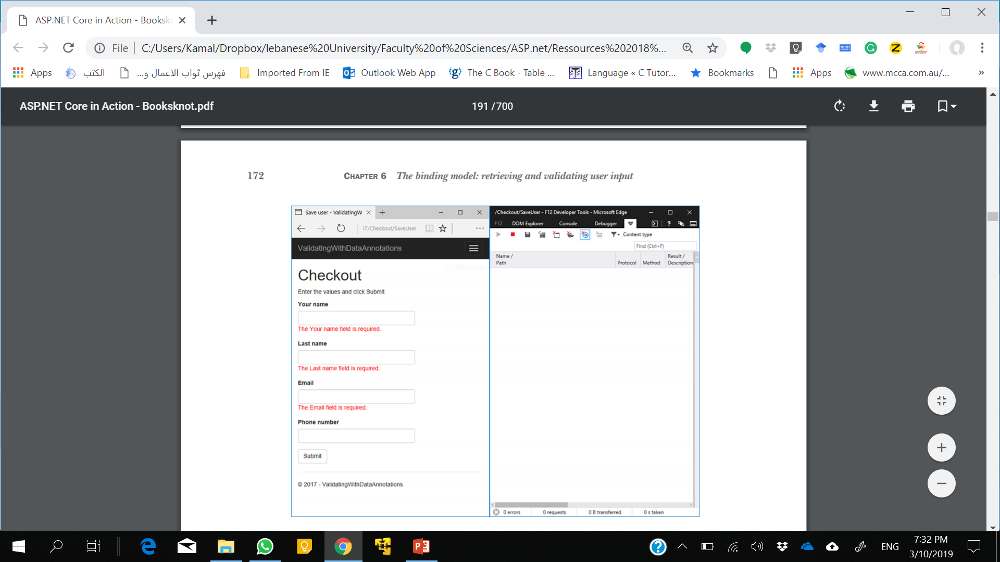 ASP.NET Core in Action - Booksk
File
C:/Users/Kamal/Dropbox/lebanese%20University/Faculty%20of%20Sciences/ASP.net/Ressources%202018%...
Apps
الكتب
فهرس ثواب الاعمال و...
Imported From IE
Outlook Web App
The C Book - Table ...
Language « C Tutor...
Bookmarks
Apps
www.mcca.com.au/...
»
ASP.NET Core in Action - Booksknot.pdf
191 / 700
172
CHAPTER 6 The binding model: retrieving and validating user input
Save user - ValidatingW
/Checkout/SaveUser - F12 Developer Tools - Microsoft Edge
F12 DOM Explorer Console Debugger
i7/Checkout/SaveUser
Content type
Find (Ctrl+F)
ValidatingWithDataAnnotations
Name /
Path
Protocol
Method
Result /
Description
Checkout
Enter the values and click Submit
Your name
The Your name field is required.
Last name
The Last name field is required.
Email
The Email field is required.
Phone number
Submit
© 2017 - ValidatingWithDataAnnotations
0 errors
0 requests
0 B transferred
0 s taken
ENG
7:32 PM
3/10/2019